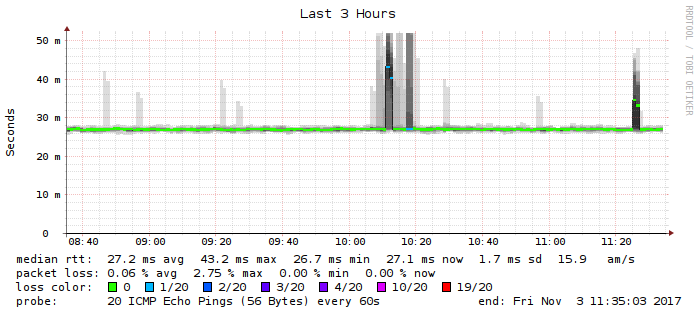 Last 3 Hours
RRDTOOL / TOBI OETIKER
Seconds
50 m
40 m
30 m
20 m
10 m
0
08:40 09:00 09:20 09:40 10:00 10:20 10:40 11:00 11:20
median rtt: 27.2 ms avg 43.2 ms max 26.7 ms min 27.1 ms now 1.7 ms sd 15.9 am/s
packet loss: 0.06 % avg 2.75 % max 0.00 % min 0.00 % now
loss color: 0 1/20 2/20 3/20 4/20 10/20 19/20
probe: 20 ICMP Echo Pings (56 Bytes) every 60s end: Fri Nov 3 11:35:03 2017